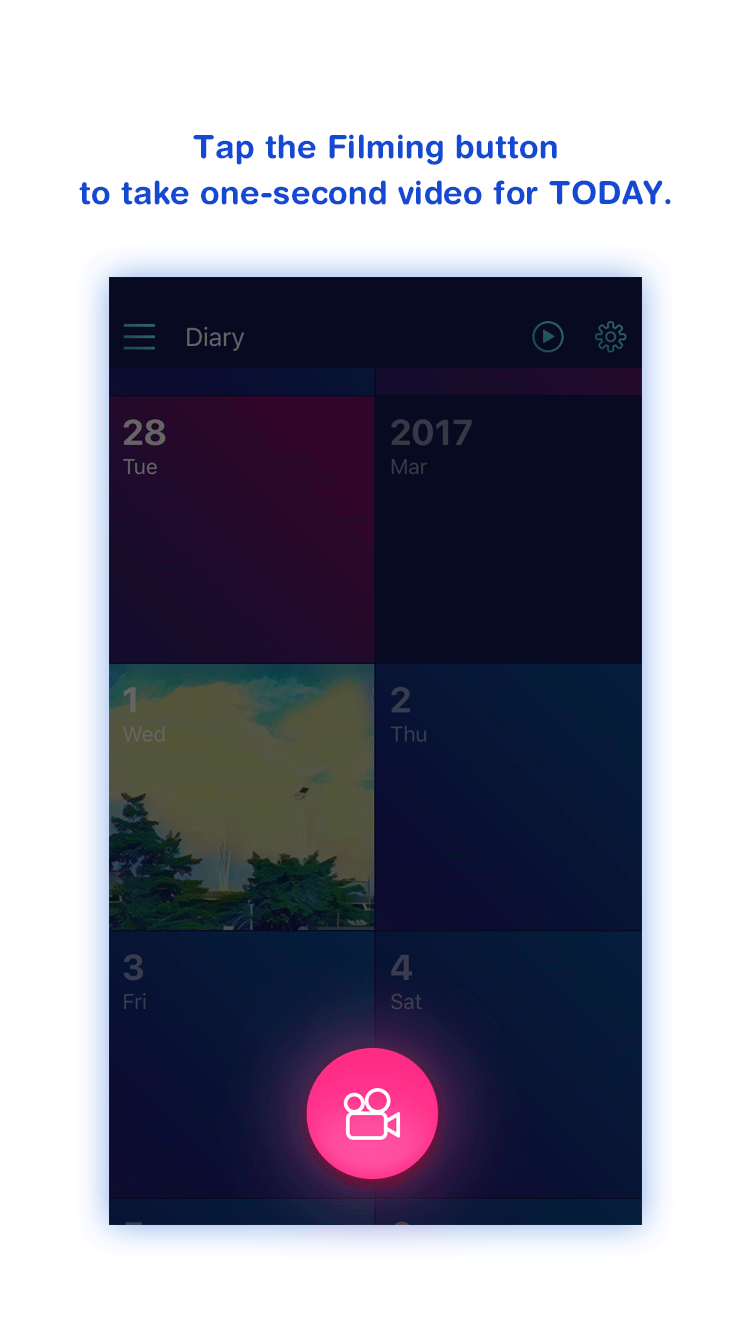 Tap the Filming button
to take one-second video for TODAY.
Diary
28
Tue
2017
Mar
1
Wed
2
Thu
3
Fri
4
Sat